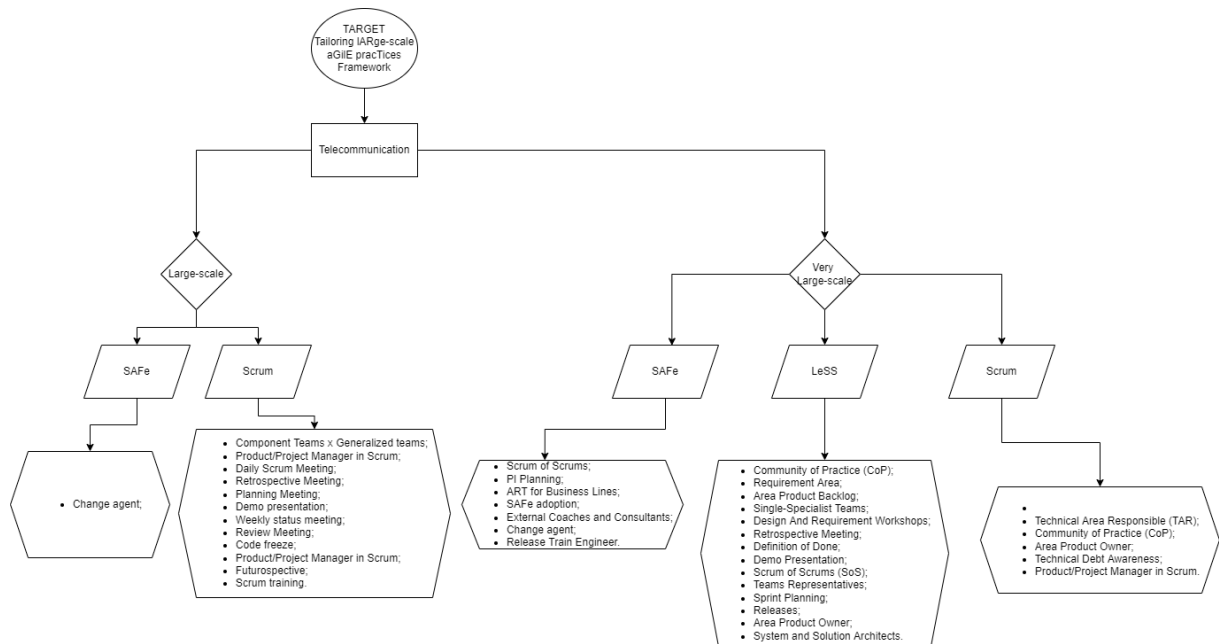 TARGET
Tailoring lARge-scale
aGilE pracTices
Framework
Telecommunication
Large-scale
Very
Large-scale
SAFe
Scrum
SAFe
LeSS
Scrum
• Change agent;
• Component Teams x Generalized teams;
• Product/Project Manager in Scrum;
• Daily Scrum Meeting;
• Retrospective Meeting;
• Planning Meeting;
• Demo presentation;
• Weekly status meeting;
• Review Meeting;
• Code freeze;
• Product/Project Manager in Scrum;
• Futurospective;
• Scrum training.
• Scrum of Scrums;
• PI Planning;
• ART for Business Lines;
• SAFe adoption;
• External Coaches and Consultants;
• Change agent;
• Release Train Engineer.
• Community of Practice (CoP);
• Requirement Area;
• Area Product Backlog;
• Single-Specialist Teams;
• Design And Requirement Workshops;
• Retrospective Meeting;
• Definition of Done;
• Demo Presentation;
• Scrum of Scrums (SoS);
• Teams Representatives;
• Sprint Planning;
• Releases;
• Area Product Owner;
• System and Solution Architects.
•
• Technical Area Responsible (TAR);
• Community of Practice (CoP);
• Area Product Owner;
• Technical Debt Awareness;
• Product/Project Manager in Scrum.